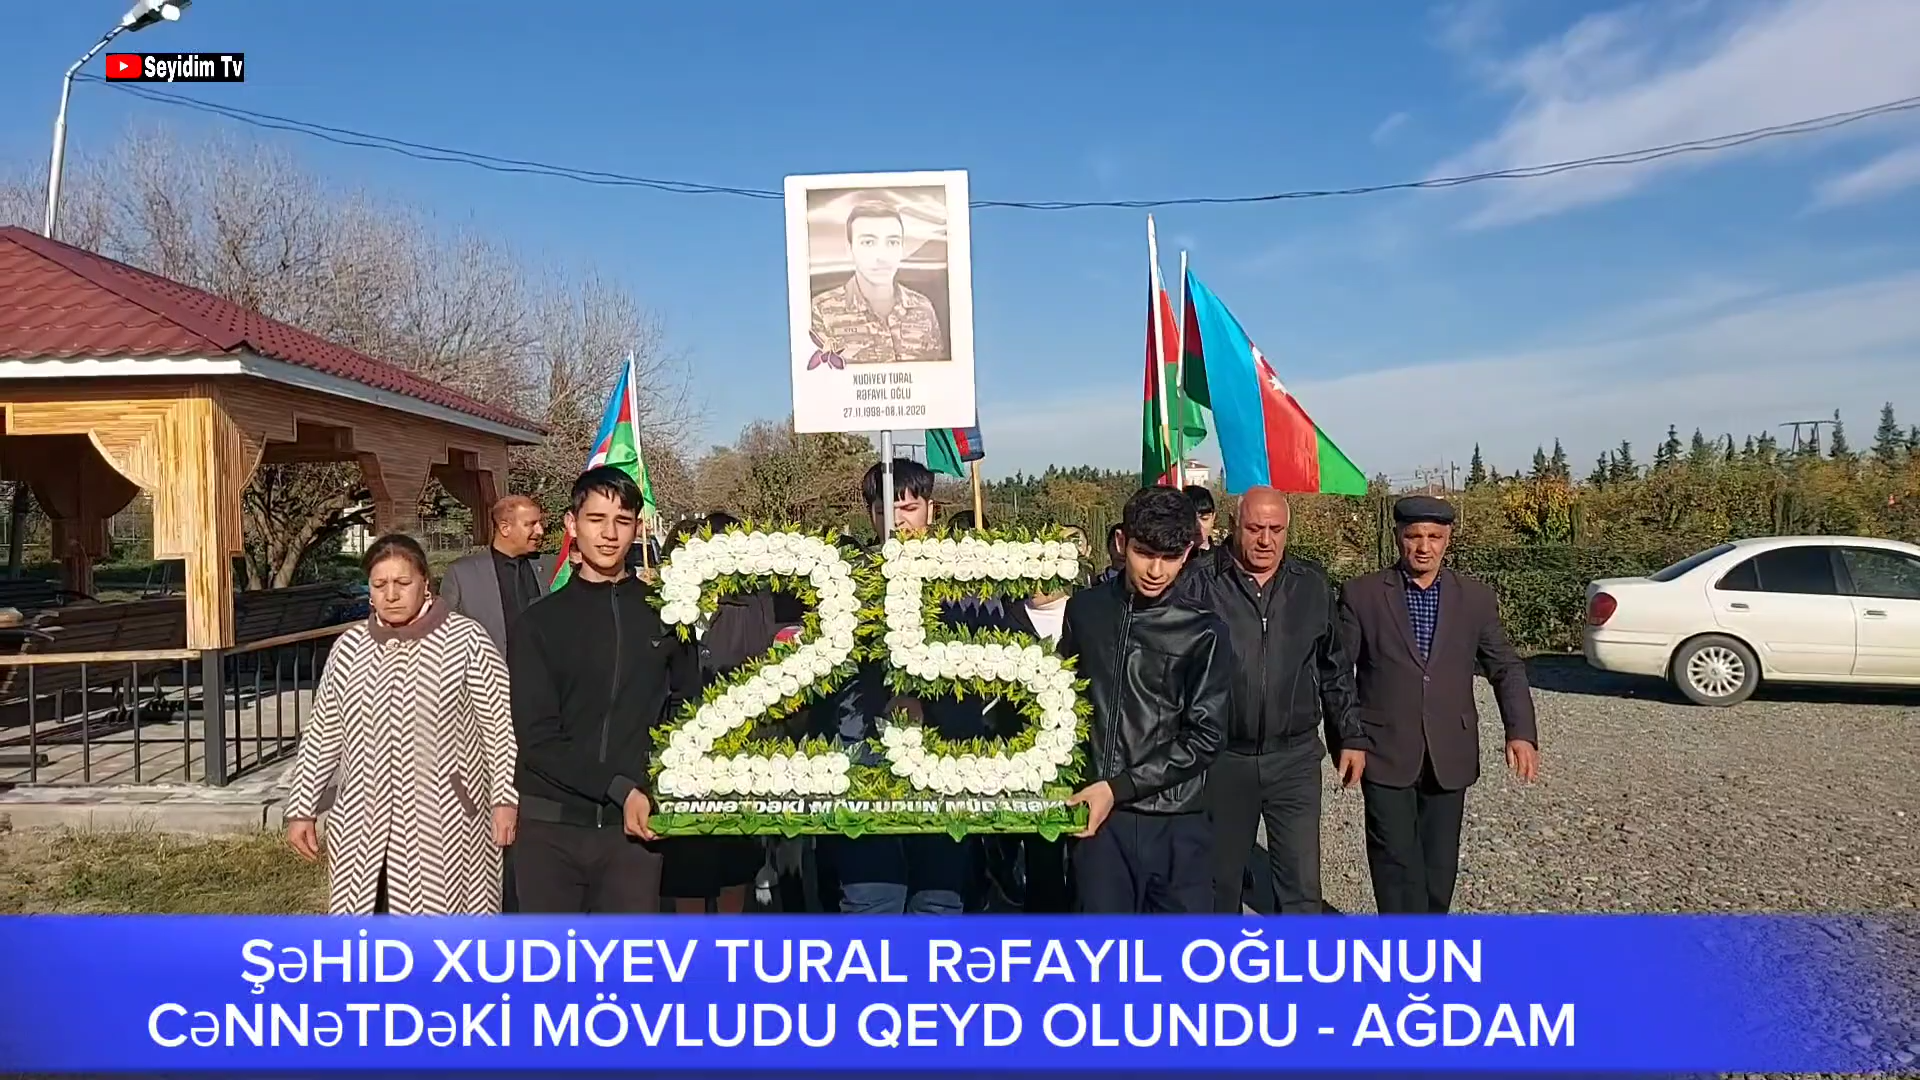 Seyidim Tv
XUDİYEV TURAL
RƏFAYIL OĞLU
27.11.1998-08.11.2020
25
CƏNNƏTDƏKİ MÖVLUDUN MÜBARƏK
ŞəHİD XUDİYEV TURAL RəFAYIL OĞLUNUN
CəNNəTDəKİ MÖVLUDU QEYD OLUNDU - AĞDAM